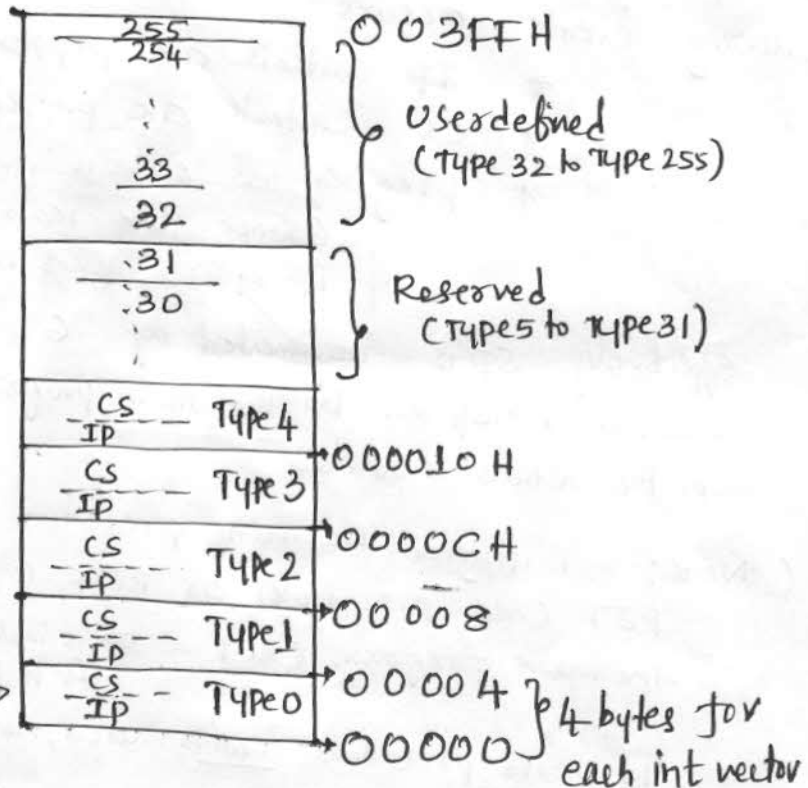 255 003FFH
254
⋮ Userdefined
(Type 32 to Type 255)
33
32
31
30 Reserved
(Type5 to Type31)
⋮
CS Type4
IP
000010H
CS Type3
IP
0000CH
CS Type2
IP
00008
CS Type1
IP
00004
CS Type0
IP
00000 } 4 bytes for
each int vector